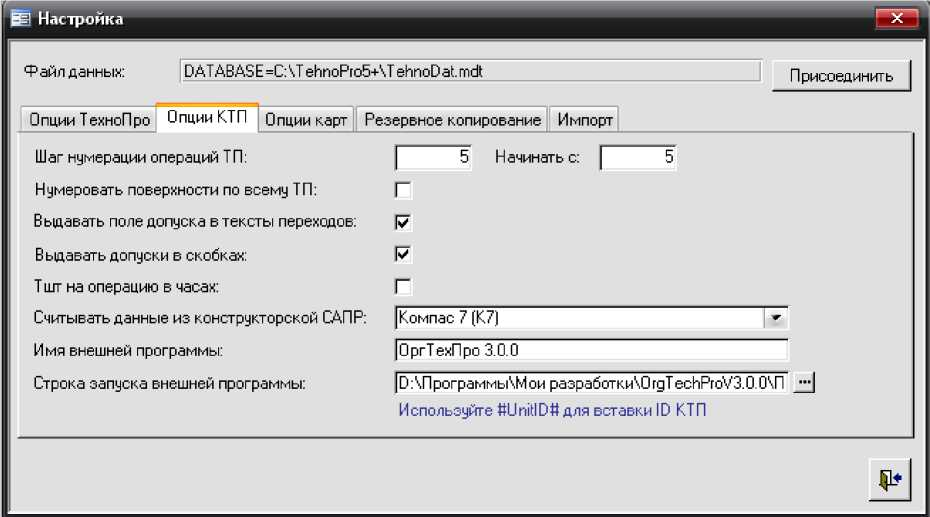 Настройка
Файл данных: DATABASE=C:\TehnoPro5+\TehnoDat.mdt Присоединить
Опции ТехноПро Опции КТП Опции карт Резервное копирование Импорт
Шаг нумерации операций ТП: 5 Начинать с: 5
Нумеровать поверхности по всему ТП:
Выдавать поле допуска в тексты переходов:
Выдавать допуски в скобках:
Тшт на операцию в часах:
Считывать данные из конструкторской САПР: Компас 7 (К7)
Имя внешней программы: ОргТехПро 3.0.0
Строка запуска внешней программы: D:\Программы\Мои разработки\OrgTechProV3.0.0\П ...
Используйте #UnitID# для вставки ID КТП